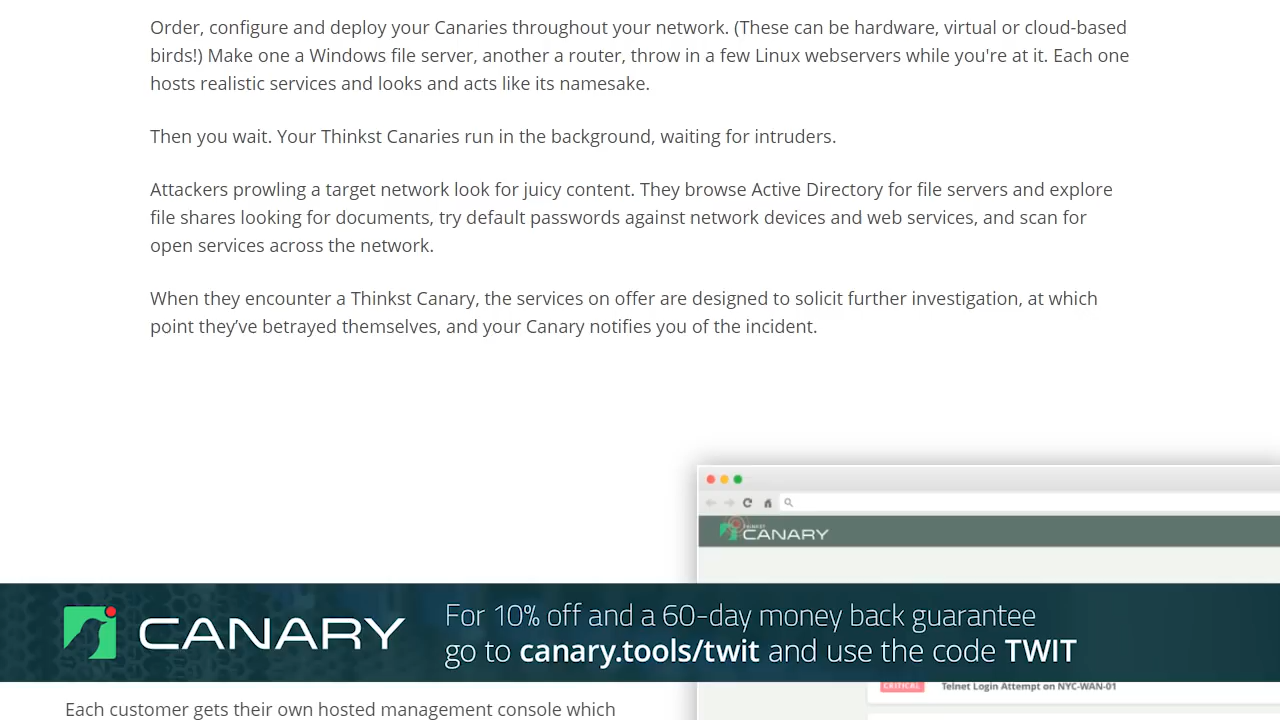 Order, configure and deploy your Canaries throughout your network. (These can be hardware, virtual or cloud-based
birds!) Make one a Windows file server, another a router, throw in a few Linux webservers while you're at it. Each one
hosts realistic services and looks and acts like its namesake.
Then you wait. Your Thinkst Canaries run in the background, waiting for intruders.
Attackers prowling a target network look for juicy content. They browse Active Directory for file servers and explore
file shares looking for documents, try default passwords against network devices and web services, and scan for
open services across the network.
When they encounter a Thinkst Canary, the services on offer are designed to solicit further investigation, at which
point they’ve betrayed themselves, and your Canary notifies you of the incident.
THINKST
CANARY
CANARY
For 10% off and a 60-day money back guarantee
go to canary.tools/twit and use the code TWIT
CRITICAL Telnet Login Attempt on NYC-WAN-01
Each customer gets their own hosted management console which